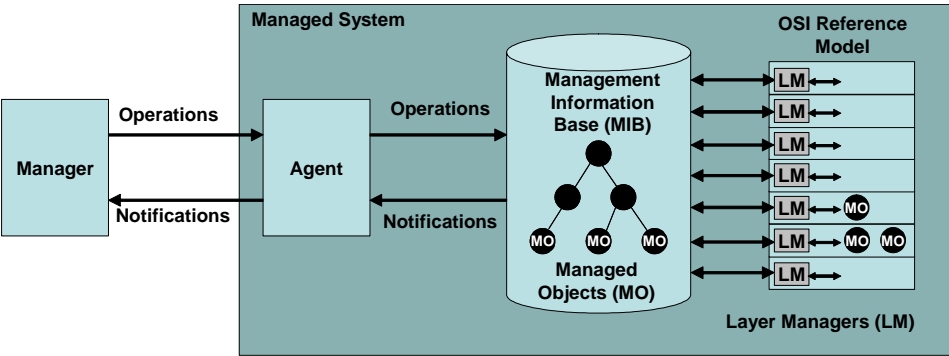 Managed System
OSI Reference
Model
Management
Information
Base (MIB)
Operations
Operations
Manager
Agent
Notifications
Notifications
MO
MO
MO
Managed
Objects (MO)
LM
LM
LM
LM
LM
MO
LM
MO
MO
LM
Layer Managers (LM)